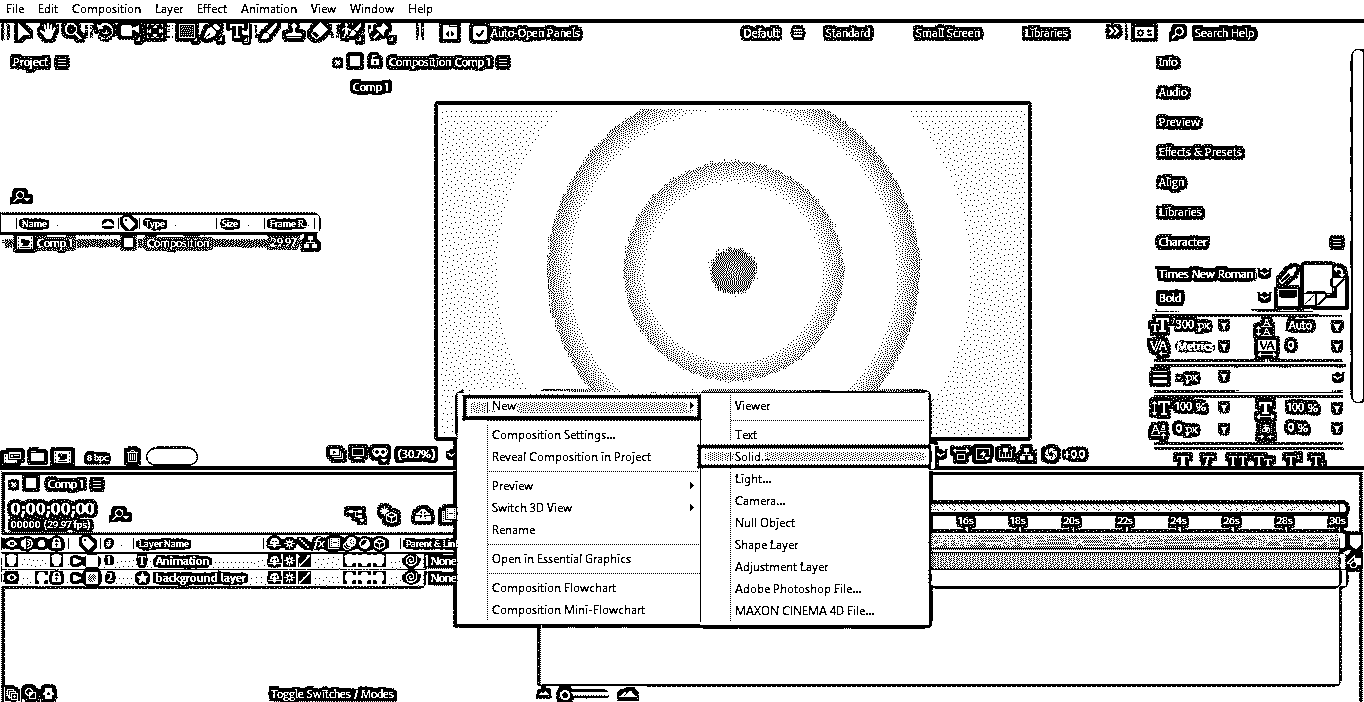 File Edit Composition Layer Effect Animation View Window Help
Auto-Open Panels Default Standard Small Screen Libraries Search Help
Project
Composition Comp 1
Comp 1
Info
Audio
Preview
Effects & Presets
Align
Libraries
Character
Times New Roman
Bold
300 px Auto
Metrics 0
- px
100 % 100 %
0 px 0 %
Name Type Size Frame R...
Comp 1 Composition 29.97
8 bpc
(30.7%)
New
Composition Settings...
Reveal Composition in Project
Preview
Switch 3D View
Rename
Open in Essential Graphics
Composition Flowchart
Composition Mini-Flowchart
Viewer
Text
Solid...
Light...
Camera...
Null Object
Shape Layer
Adjustment Layer
Adobe Photoshop File...
MAXON CINEMA 4D File...
Comp 1
0;00;00;00
00000 (29.97 fps)
16s 18s 20s 22s 24s 26s 28s 30s
# Layer Name Parent & Lin
1 T Animation None
2 background layer None
Toggle Switches / Modes